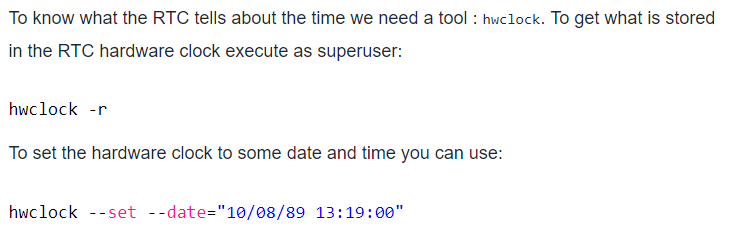 To know what the RTC tells about the time we need a tool : hwclock. To get what is stored
in the RTC hardware clock execute as superuser:
hwclock -r
To set the hardware clock to some date and time you can use:
hwclock --set --date="10/08/89 13:19:00"